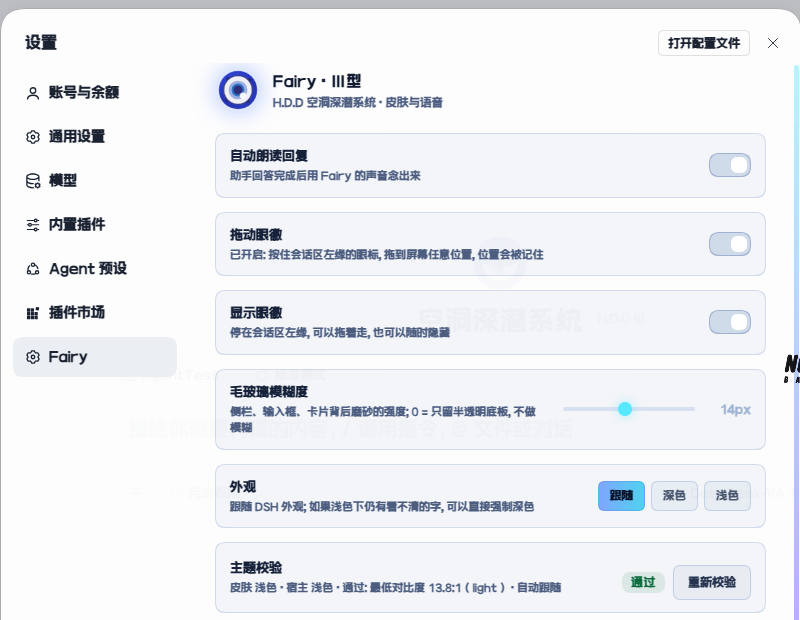 设置
打开配置文件
账号与余额
通用设置
模型
内置插件
Agent 预设
插件市场
Fairy
Fairy · III型
H.D.D 空洞深潜系统 · 皮肤与语音
自动朗读回复
助手回答完成后用 Fairy 的声音念出来
拖动眼徽
已开启: 按住会话区左缘的眼标, 拖到屏幕任意位置, 位置会被记住
显示眼徽
停在会话区左缘, 可以拖着走, 也可以随时隐藏
空洞深潜系统
毛玻璃模糊度
侧栏、输入框、卡片背后磨砂的强度; 0 = 只留半透明底板, 不做
模糊
14px
外观
跟随 DSH 外观; 如果浅色下仍有看不清的字, 可以直接强制深色
跟随
深色
浅色
主题校验
皮肤 浅色 · 宿主 浅色 · 通过: 最低对比度 13.8:1 ( light ) · 自动跟随
通过
重新校验